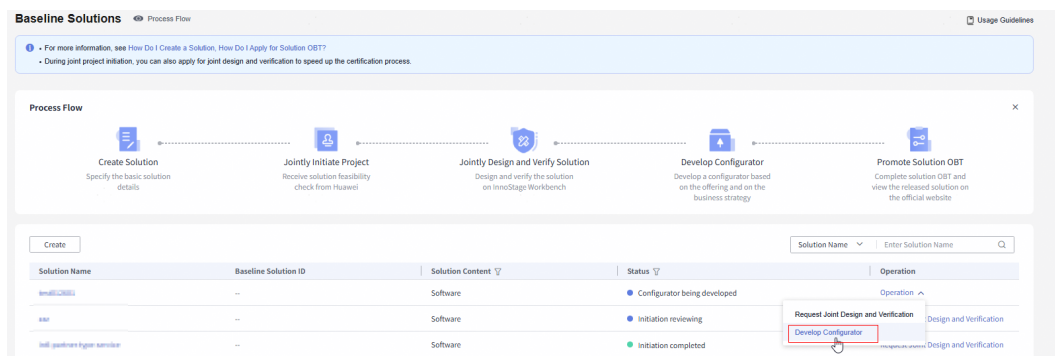 Baseline Solutions Process Flow Usage Guidelines
• For more information, see How Do I Create a Solution, How Do I Apply for Solution OBT?
• During joint project initiation, you can also apply for joint design and verification to speed up the certification process.
Process Flow ×
Create Solution Jointly Initiate Project Jointly Design and Verify Solution Develop Configurator Promote Solution OBT
Specify the basic solution Receive solution feasibility Design and verify the solution Develop a configurator based Complete solution OBT and
details check from Huawei on InnoStage Workbench on the offering and on the view the released solution on
business strategy the official website
Create Solution Name Enter Solution Name
Solution Name Baseline Solution ID Solution Content Status Operation
-- Software Configurator being developed Operation
Request Joint Design and Verification
-- Software Initiation reviewing Design and Verification
Develop Configurator
-- Software Initiation completed Request Joint Design and Verification